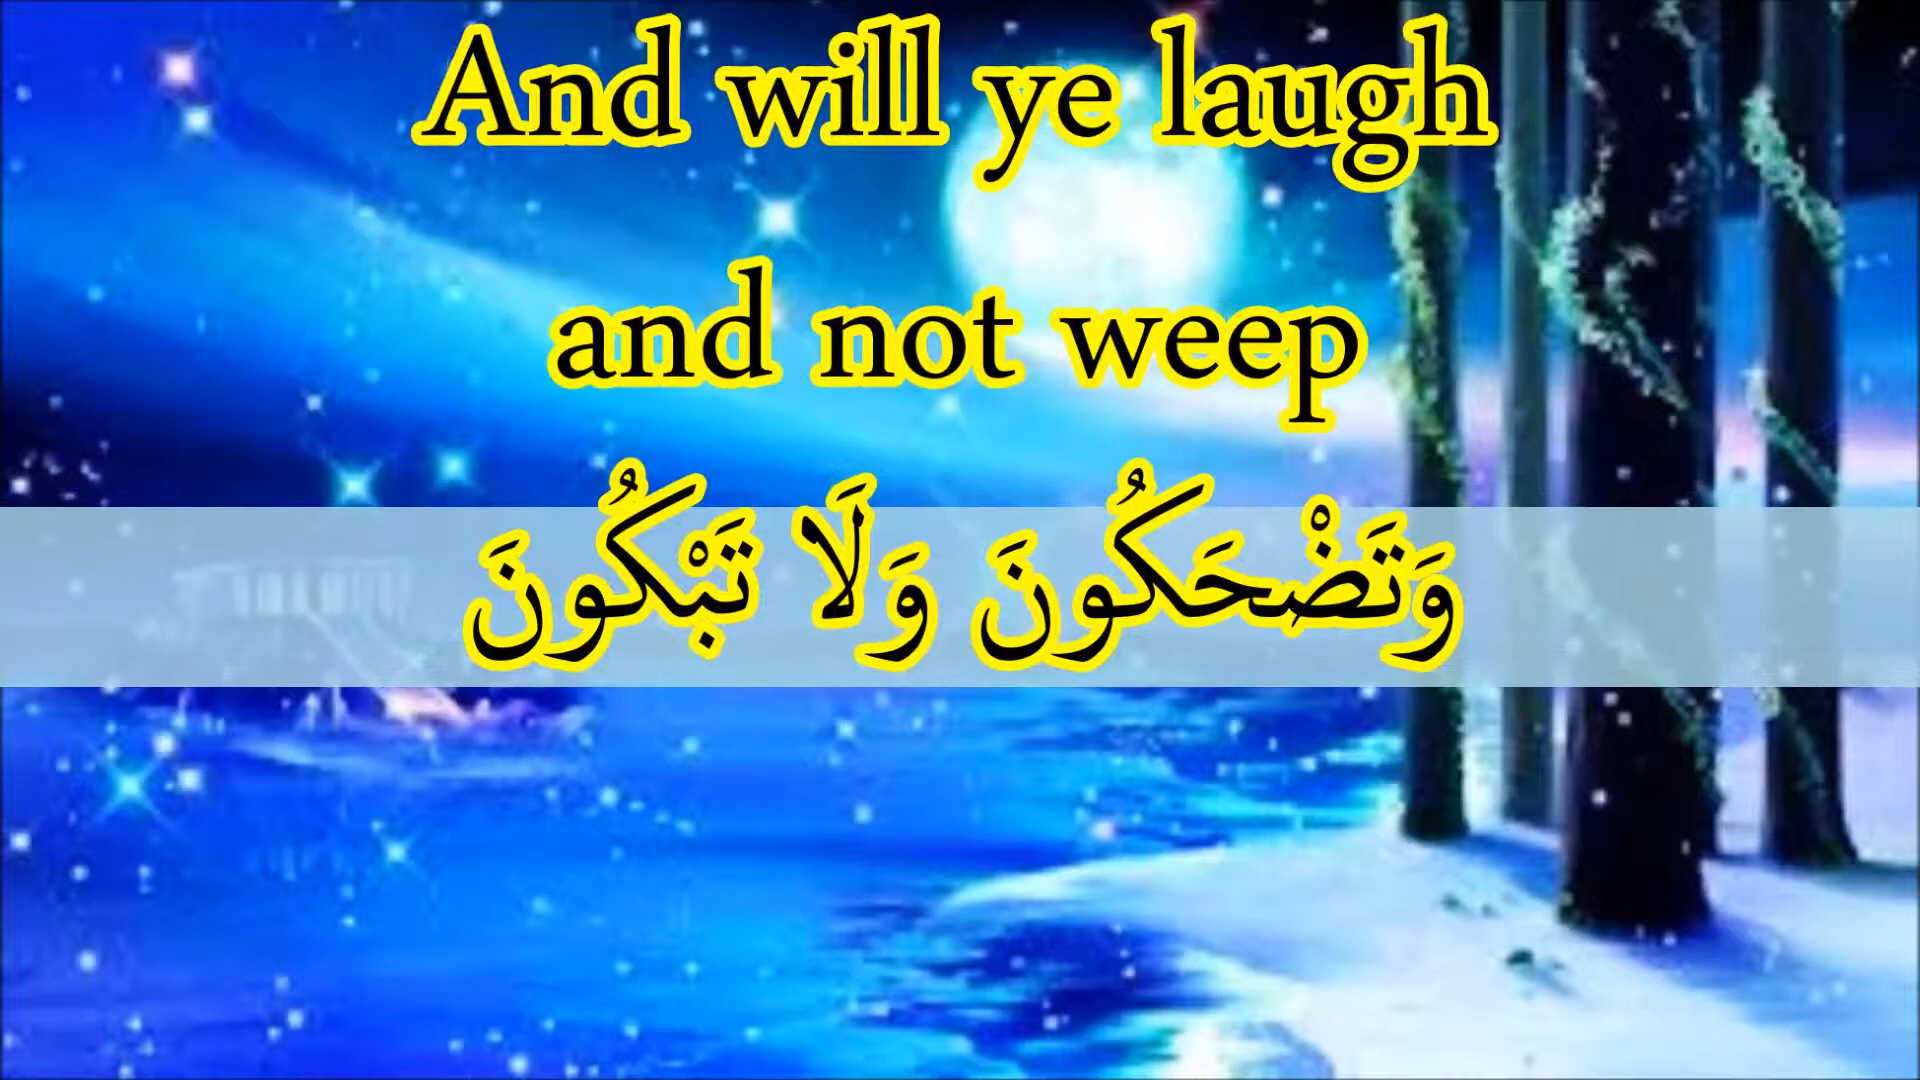 And will ye laugh
and not weep
وَتَضْحَكُونَ وَلَا تَبْكُونَ